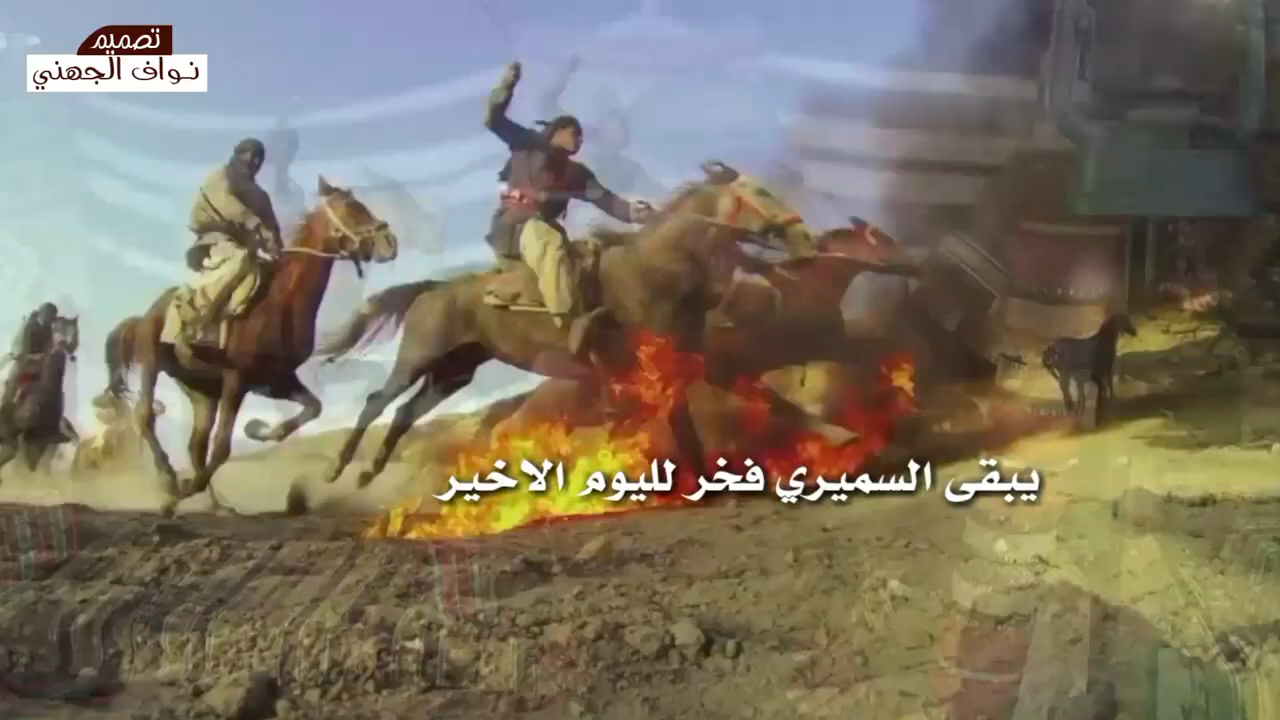 تصميم
نواف الجهني
يبقى السميري فخر لليوم الاخير